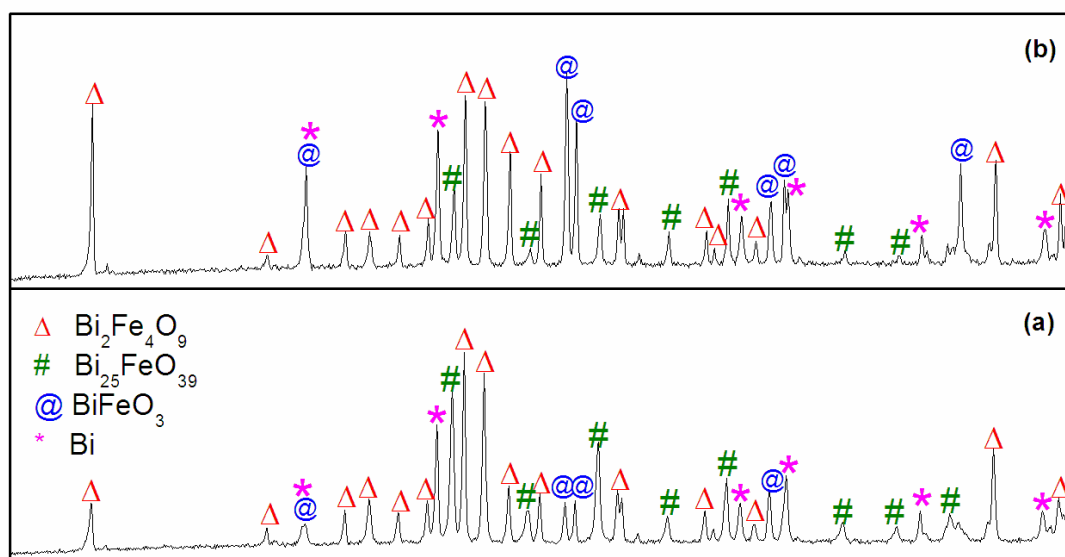 (b)
(a)
Δ Bi₂Fe₄O₉
# Bi₂₅FeO₃₉
@ BiFeO₃
* Bi